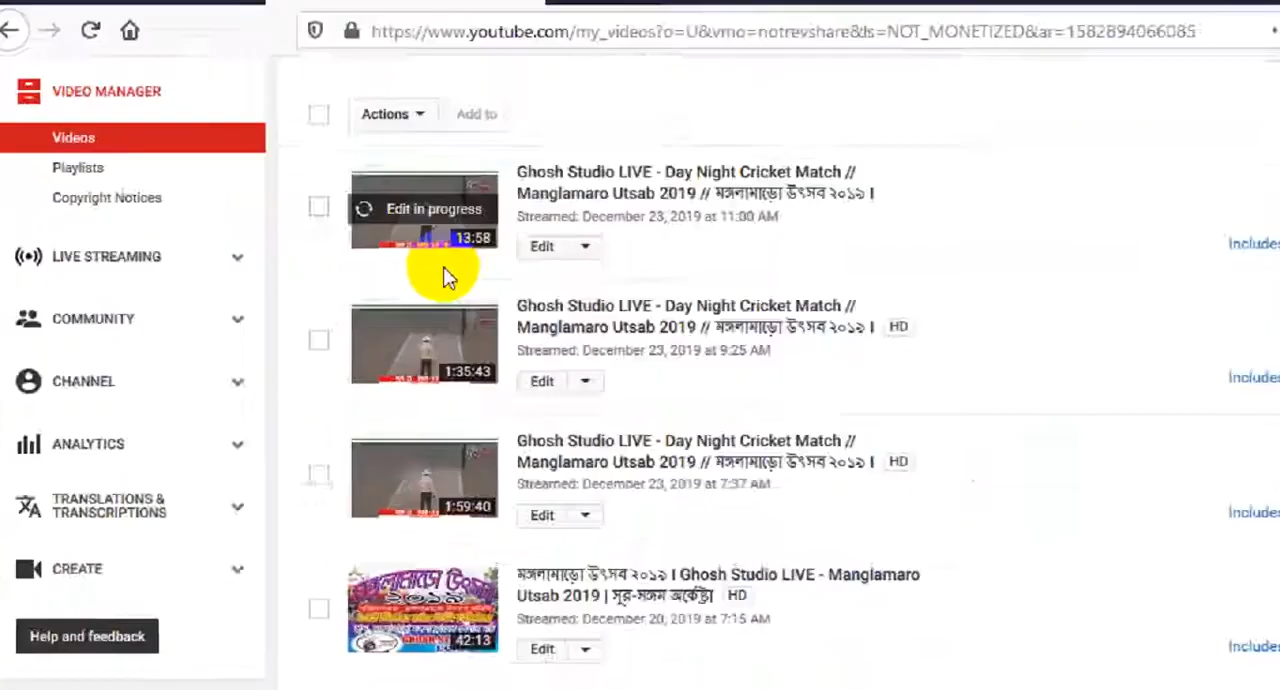 https://www.youtube.com/my_videos?o=U&vmo=notrevshare&ls=NOT_MONETIZED&ar=1582894066085
VIDEO MANAGER
Videos
Playlists
Copyright Notices
LIVE STREAMING
COMMUNITY
CHANNEL
ANALYTICS
TRANSLATIONS &
TRANSCRIPTIONS
CREATE
Help and feedback
Actions
Add to
Edit in progress
13:58
Ghosh Studio LIVE - Day Night Cricket Match //
Manglamaro Utsab 2019 // মঙ্গলামাড়ো উৎসব ২০১৯ ।
Streamed: December 23, 2019 at 11:00 AM
Edit
Includes
1:35:43
Ghosh Studio LIVE - Day Night Cricket Match //
Manglamaro Utsab 2019 // মঙ্গলামাড়ো উৎসব ২০১৯ । HD
Streamed: December 23, 2019 at 9:25 AM
Edit
Includes
1:59:40
Ghosh Studio LIVE - Day Night Cricket Match //
Manglamaro Utsab 2019 // মঙ্গলামাড়ো উৎসব ২০১৯ । HD
Streamed: December 23, 2019 at 7:37 AM
Edit
Includes
মঙ্গলামাড়ো উৎসব ২০১৯
42:13
মঙ্গলামাড়ো উৎসব ২০১৯ । Ghosh Studio LIVE - Manglamaro
Utsab 2019 | সুর-সঙ্গম অর্কেষ্ট্রা HD
Streamed: December 20, 2019 at 7:15 AM
Edit
Includes